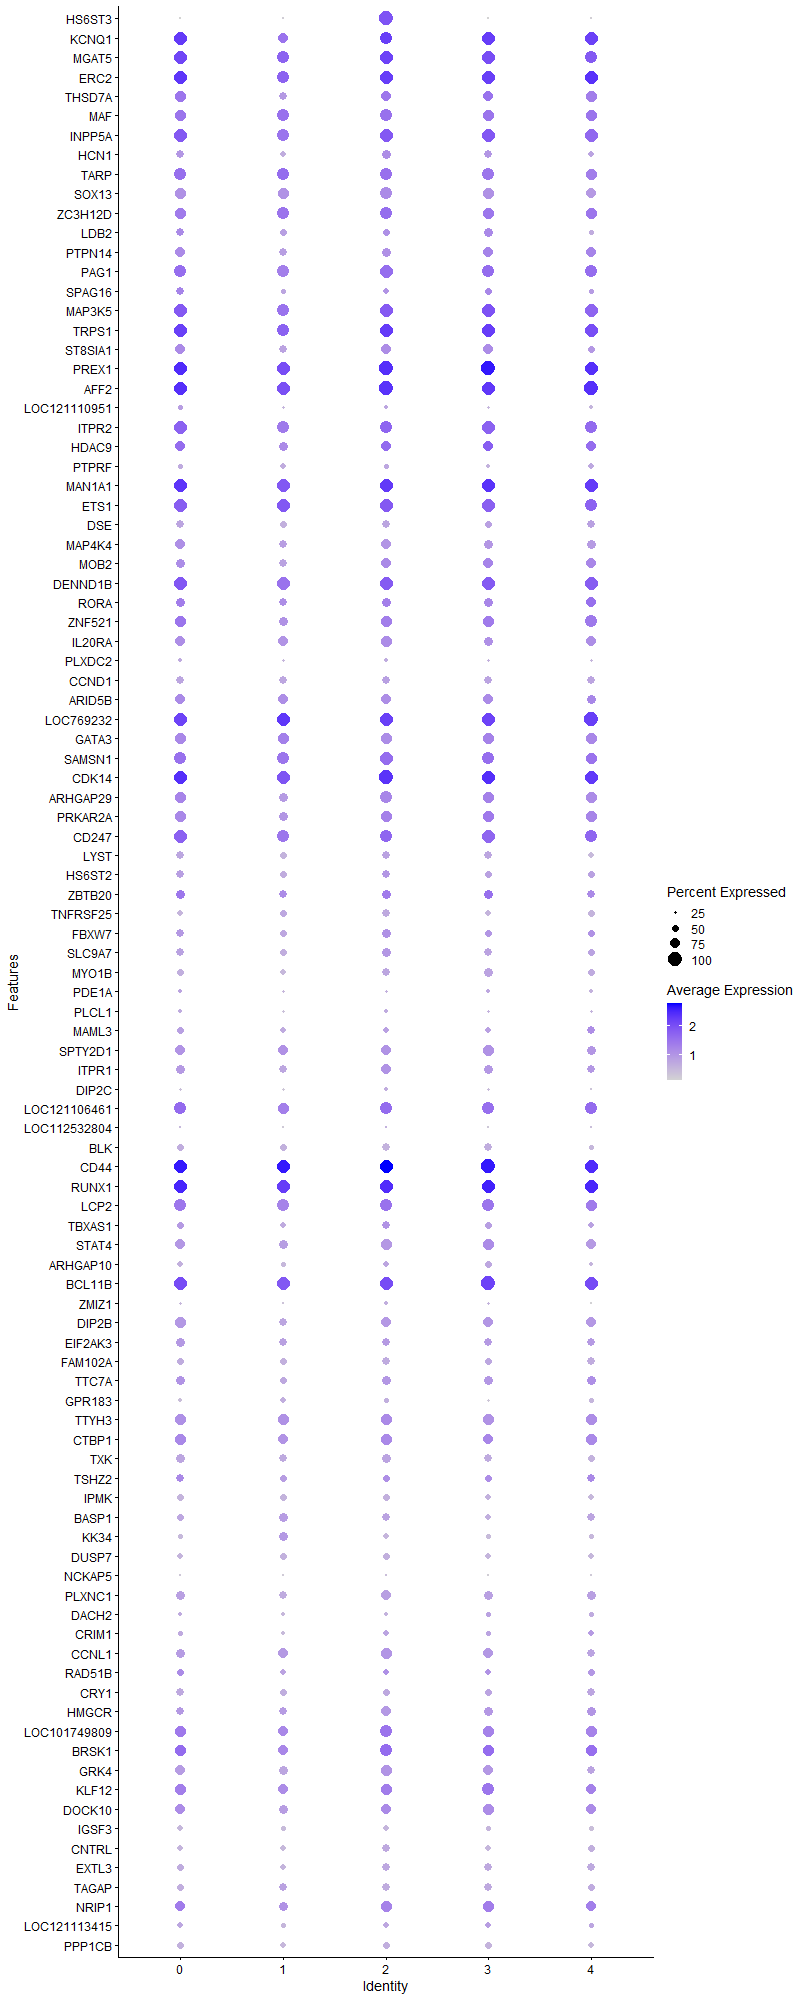 HS6ST3
KCNQ1
MGAT5
ERC2
THSD7A
MAF
INPP5A
HCN1
TARP
SOX13
ZC3H12D
LDB2
PTPN14
PAG1
SPAG16
MAP3K5
TRPS1
ST8SIA1
PREX1
AFF2
LOC121110951
ITPR2
HDAC9
PTPRF
MAN1A1
ETS1
DSE
MAP4K4
MOB2
DENND1B
RORA
ZNF521
IL20RA
PLXDC2
CCND1
ARID5B
LOC769232
GATA3
SAMSN1
CDK14
ARHGAP29
PRKAR2A
CD247
LYST
HS6ST2
ZBTB20
TNFRSF25
FBXW7
SLC9A7
MYO1B
PDE1A
PLCL1
MAML3
SPTY2D1
ITPR1
DIP2C
LOC121106461
LOC112532804
BLK
CD44
RUNX1
LCP2
TBXAS1
STAT4
ARHGAP10
BCL11B
ZMIZ1
DIP2B
EIF2AK3
FAM102A
TTC7A
GPR183
TTYH3
CTBP1
TXK
TSHZ2
IPMK
BASP1
KK34
DUSP7
NCKAP5
PLXNC1
DACH2
CRIM1
CCNL1
RAD51B
CRY1
HMGCR
LOC101749809
BRSK1
GRK4
KLF12
DOCK10
IGSF3
CNTRL
EXTL3
TAGAP
NRIP1
LOC121113415
PPP1CB
Features
0 1 2 3 4
Identity
Percent Expressed
25
50
75
100
Average Expression
2
1